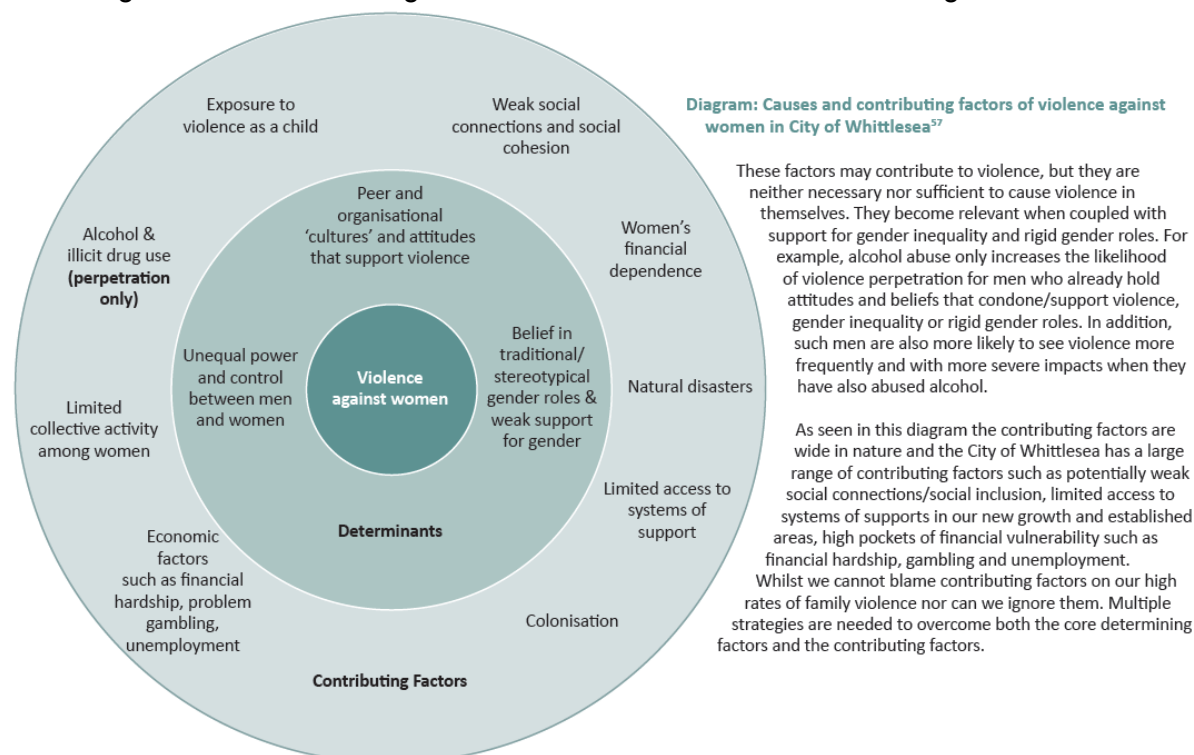 Exposure to
violence as a child
Weak social
connections and social
cohesion
Alcohol &
illicit drug use
(perpetration
only)
Peer and
organisational
‘cultures’ and attitudes
that support violence
Women’s
financial
dependence
Unequal power
and control
between men
and women
Violence
against women
Belief in
traditional/
stereotypical
gender roles &
weak support
for gender
Natural disasters
Limited
collective activity
among women
Limited access to
systems of
support
Determinants
Economic
factors
such as financial
hardship, problem
gambling,
unemployment
Colonisation
Contributing Factors
Diagram: Causes and contributing factors of violence against
women in City of Whittlesea⁵⁷
These factors may contribute to violence, but they are
neither necessary nor sufficient to cause violence in
themselves. They become relevant when coupled with
support for gender inequality and rigid gender roles. For
example, alcohol abuse only increases the likelihood
of violence perpetration for men who already hold
attitudes and beliefs that condone/support violence,
gender inequality or rigid gender roles. In addition,
such men are also more likely to see violence more
frequently and with more severe impacts when they
have also abused alcohol.
As seen in this diagram the contributing factors are
wide in nature and the City of Whittlesea has a large
range of contributing factors such as potentially weak
social connections/social inclusion, limited access to
systems of supports in our new growth and established
areas, high pockets of financial vulnerability such as
financial hardship, gambling and unemployment.
Whilst we cannot blame contributing factors on our high
rates of family violence nor can we ignore them. Multiple
strategies are needed to overcome both the core determining
factors and the contributing factors.